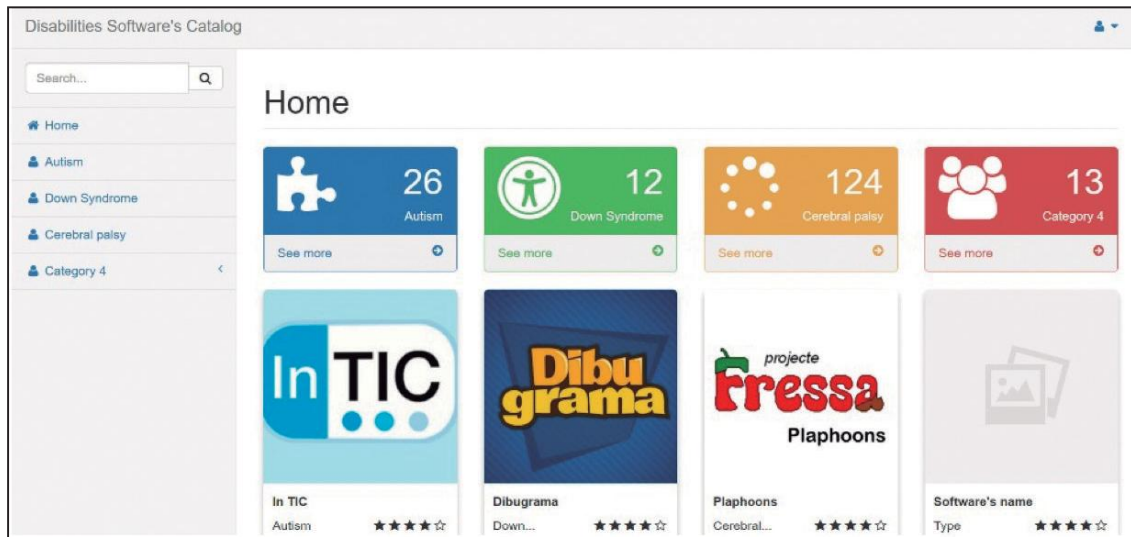 Disabilities Software's Catalog
Search...
Home
Autism
Down Syndrome
Cerebral palsy
Category 4
Home
26
Autism
See more
12
Down Syndrome
See more
124
Cerebral palsy
See more
13
Category 4
See more
In TIC
Dibu
grama
projecte
Fressa
Plaphoons
In TIC
Autism
Dibugrama
Down...
Plaphoons
Cerebral...
Software's name
Type